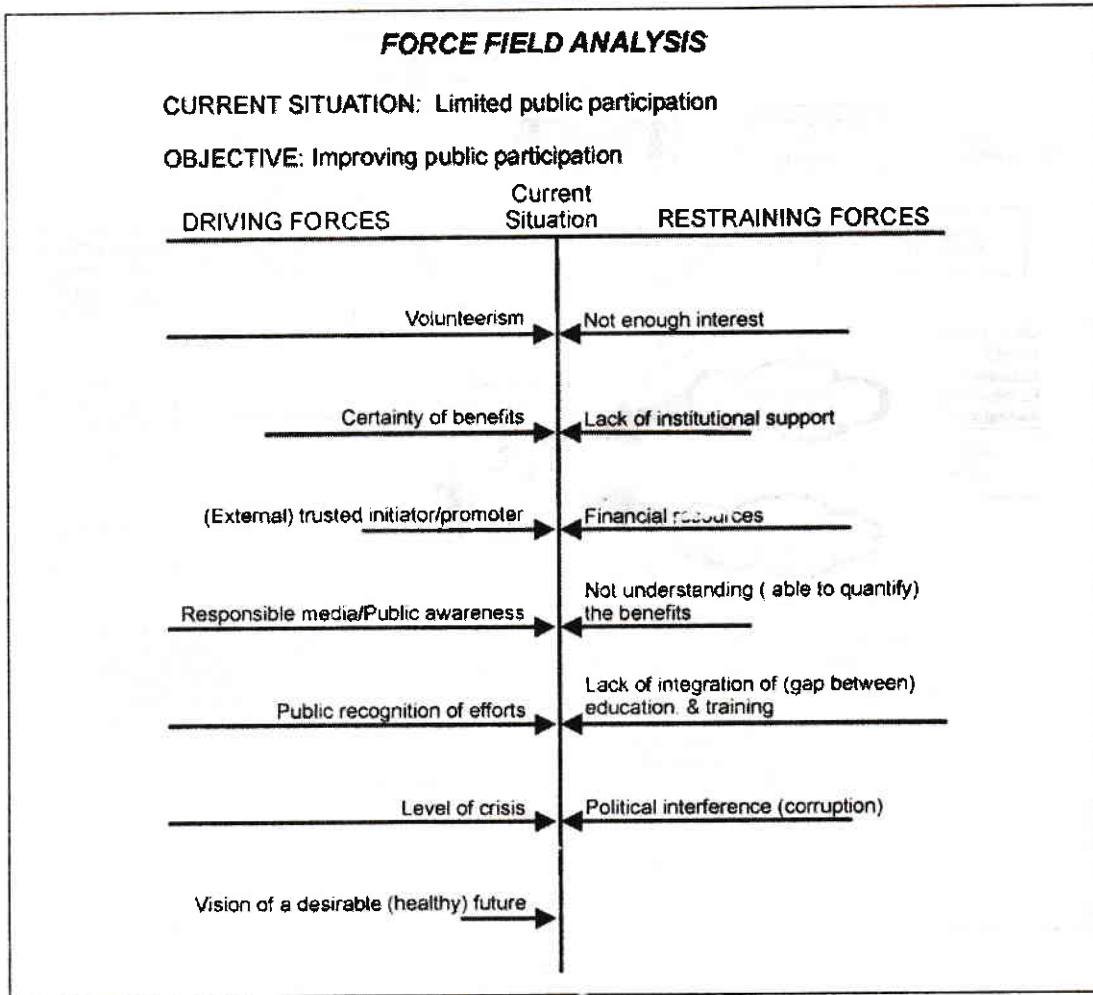 FORCE FIELD ANALYSIS
CURRENT SITUATION: Limited public participation
OBJECTIVE: Improving public participation
Current
DRIVING FORCES Situation RESTRAINING FORCES
Volunteerism Not enough interest
Certainty of benefits Lack of institutional support
(External) trusted initiator/promoter Financial resources
Not understanding ( able to quantify)
Responsible media/Public awareness the benefits
Lack of integration of (gap between)
Public recognition of efforts education. & training
Level of crisis Political interference (corruption)
Vision of a desirable (healthy) future